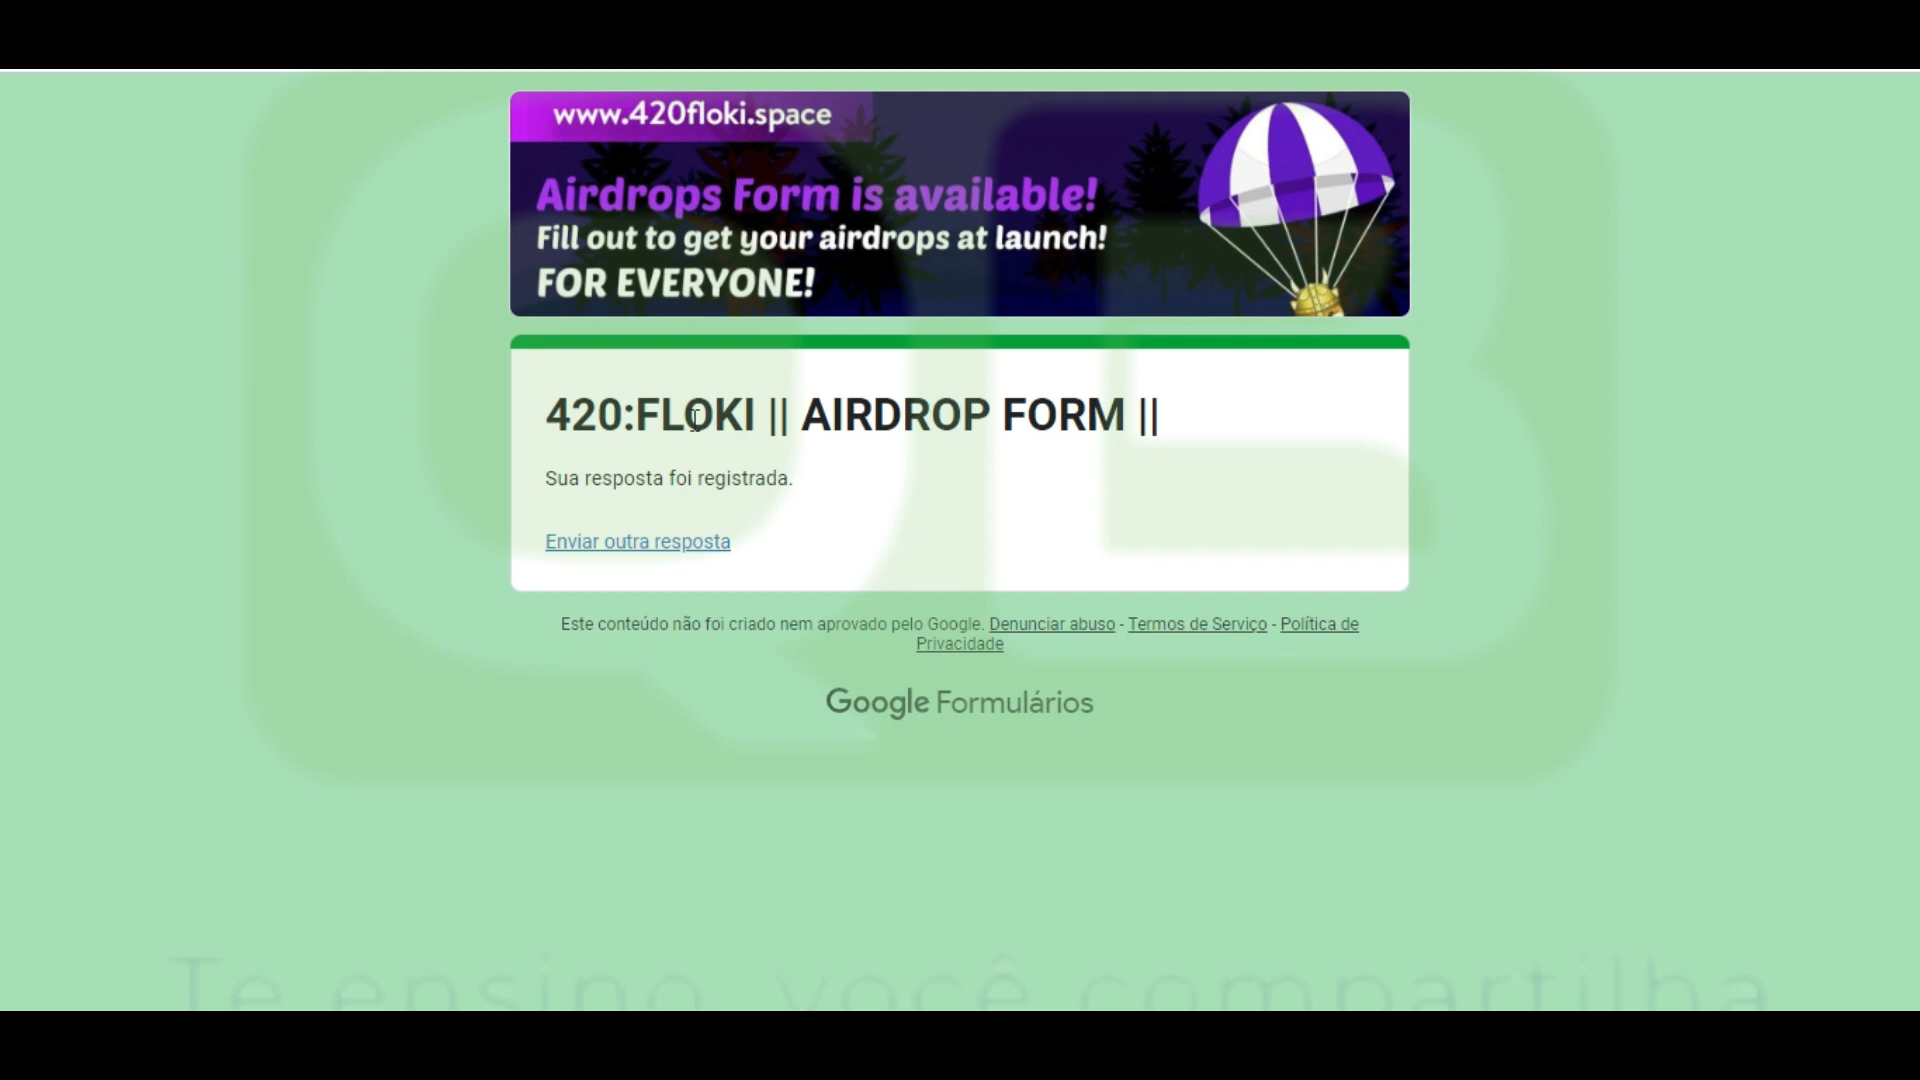 www.420floki.space
Airdrops Form is available!
Fill out to get your airdrops at launch!
FOR EVERYONE!
420:FLOKI || AIRDROP FORM ||
Sua resposta foi registrada.
Enviar outra resposta
Este conteúdo não foi criado nem aprovado pelo Google. Denunciar abuso - Termos de Serviço - Política de
Privacidade
Google Formulários
Te ensino, você compartilha